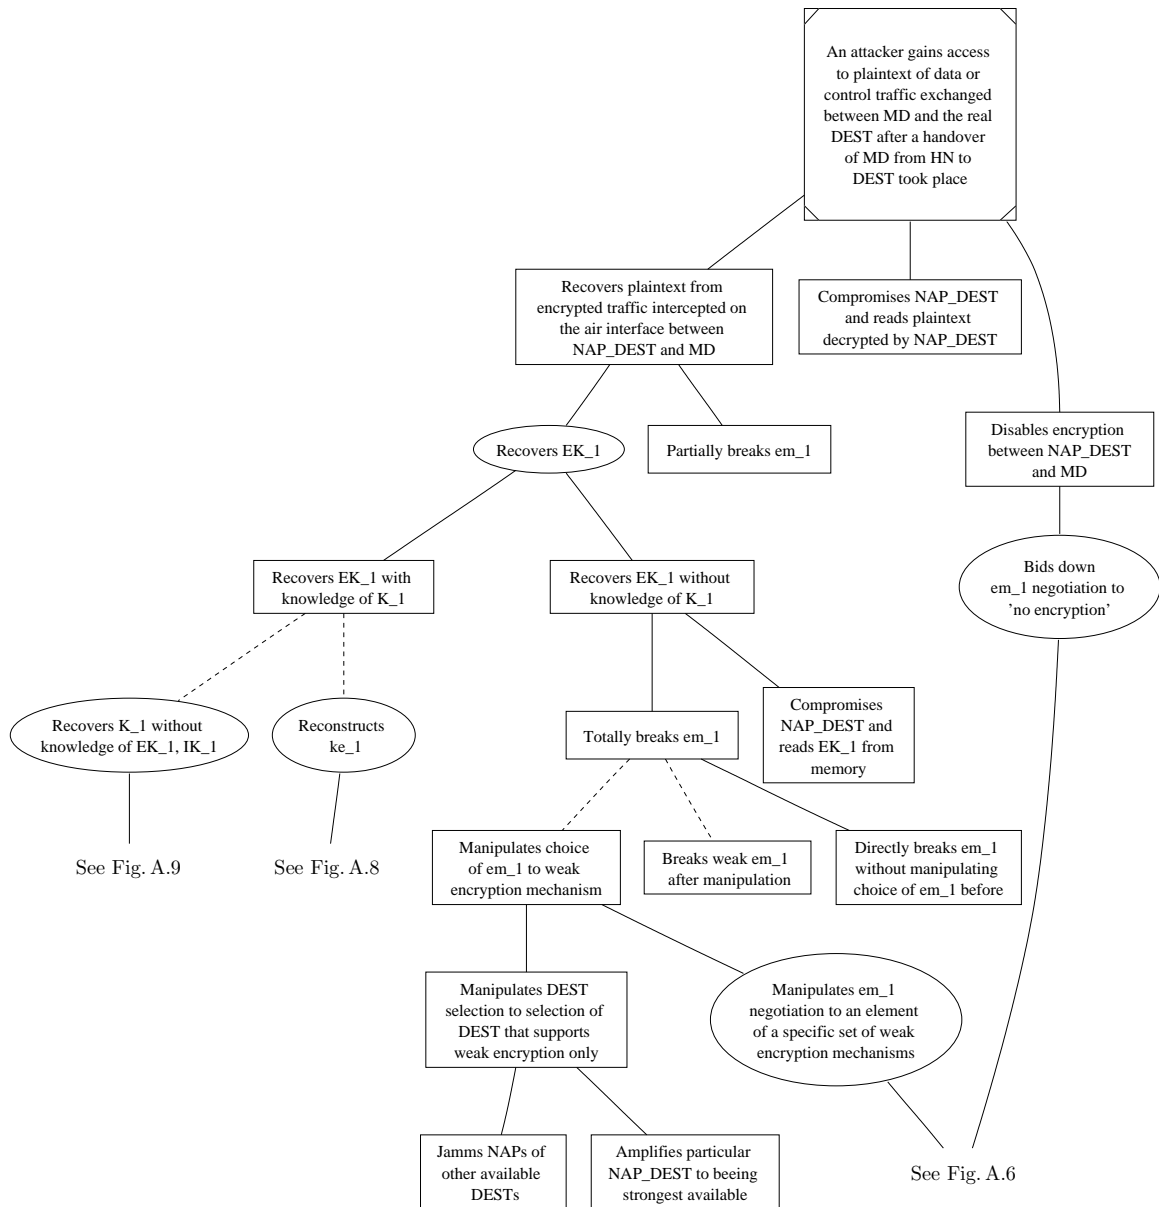 An attacker gains access
to plaintext of data or
control traffic exchanged
between MD and the real
DEST after a handover
of MD from HN to
DEST took place
Recovers plaintext from
encrypted traffic intercepted on
the air interface between
NAP_DEST and MD
Compromises NAP_DEST
and reads plaintext
decrypted by NAP_DEST
Recovers EK_1
Partially breaks em_1
Disables encryption
between NAP_DEST
and MD
Recovers EK_1 with
knowledge of K_1
Recovers EK_1 without
knowledge of K_1
Bids down
em_1 negotiation to
’no encryption’
Recovers K_1 without
knowledge of EK_1, IK_1
Reconstructs
ke_1
Totally breaks em_1
Compromises
NAP_DEST and
reads EK_1 from
memory
See Fig. A.9
See Fig. A.8
Manipulates choice
of em_1 to weak
encryption mechanism
Breaks weak em_1
after manipulation
Directly breaks em_1
without manipulating
choice of em_1 before
Manipulates DEST
selection to selection of
DEST that supports
weak encryption only
Manipulates em_1
negotiation to an element
of a specific set of weak
encryption mechanisms
Jamms NAPs of
other available
DESTs
Amplifies particular
NAP_DEST to beeing
strongest available
See Fig. A.6